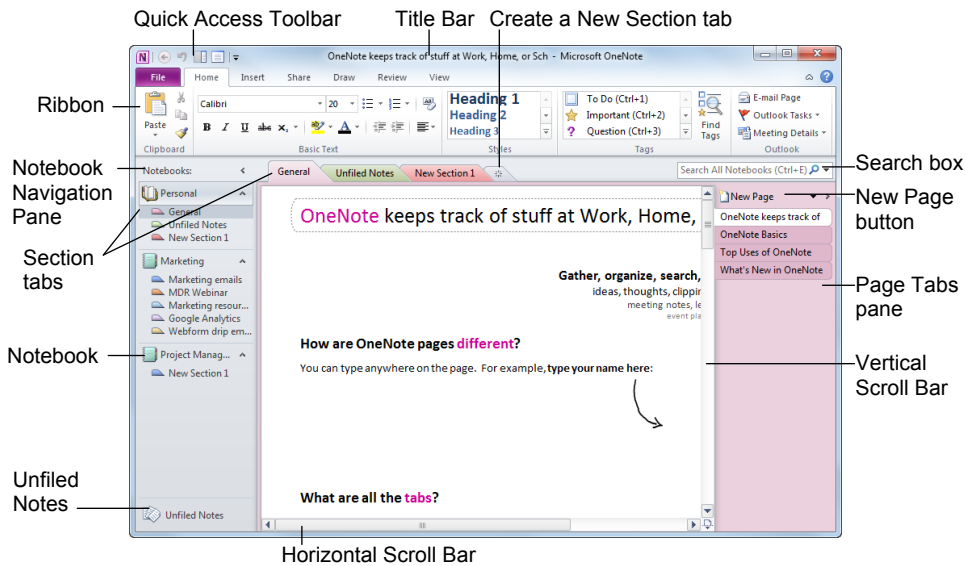 Quick Access Toolbar
Title Bar
Create a New Section tab
OneNote keeps track of stuff at Work, Home, or Sch - Microsoft OneNote
File Home Insert Share Draw Review View
Ribbon
Paste
Clipboard
Calibri 20
B I U abc x₂ A
Basic Text
Heading 1
Heading 2
Heading 3
Styles
To Do (Ctrl+1)
Important (Ctrl+2)
? Question (Ctrl+3)
Find
Tags
Tags
E-mail Page
Outlook Tasks
Meeting Details
Outlook
Notebook
Navigation
Pane
Notebooks:
General Unfiled Notes New Section 1
Search All Notebooks (Ctrl+E)
Search box
Personal
General
Unfiled Notes
New Section 1
Section
tabs
Marketing
Marketing emails
MDR Webinar
Marketing resour...
Google Analytics
Webform drip em...
Notebook
Project Manag...
New Section 1
Unfiled
Notes
Unfiled Notes
OneNote keeps track of stuff at Work, Home,
Gather, organize, search,
ideas, thoughts, clippir
meeting notes, le
event pla
How are OneNote pages different?
You can type anywhere on the page. For example, type your name here:
What are all the tabs?
Horizontal Scroll Bar
New Page
OneNote keeps track of
OneNote Basics
Top Uses of OneNote
What's New in OneNote
New Page
button
Page Tabs
pane
Vertical
Scroll Bar